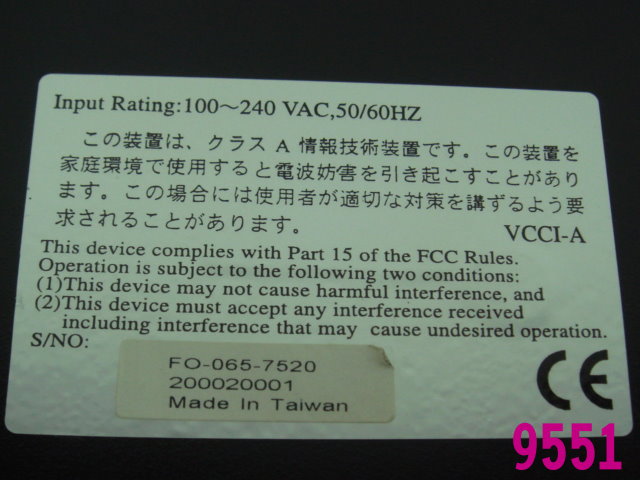 Input Rating:100～240 VAC,50/60HZ
この装置は、クラス A 情報技術装置です。この装置を
家庭環境で使用すると電波妨害を引き起こすことがあり
ます。この場合には使用者が適切な対策を講ずるよう要
求されることがあります。 VCCI-A
This device complies with Part 15 of the FCC Rules.
Operation is subject to the following two conditions:
(1)This device may not cause harmful interference, and
(2)This device must accept any interference received
including interference that may cause undesired operation.
S/NO:
FO-065-7520
200020001
Made In Taiwan
CE
9551